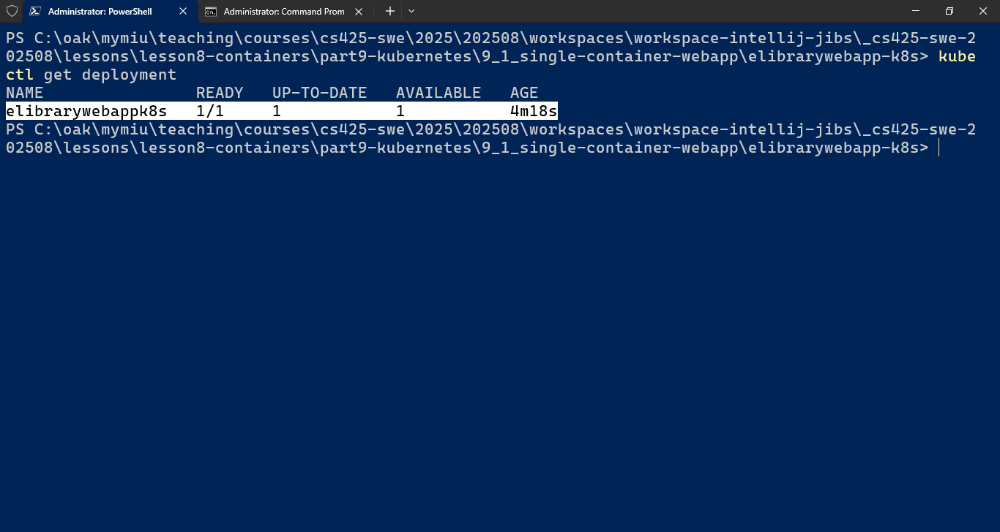 Administrator: PowerShell
Administrator: Command Prom
PS C:\oak\mymiu\teaching\courses\cs425-swe\2025\202508\workspaces\workspace-intellij-jibs\_cs425-swe-2
02508\lessons\lesson8-containers\part9-kubernetes\9_1_single-container-webapp\elibrarywebapp-k8s> kube
ctl get deployment
NAME READY UP-TO-DATE AVAILABLE AGE
elibrarywebappk8s 1/1 1 1 4m18s
PS C:\oak\mymiu\teaching\courses\cs425-swe\2025\202508\workspaces\workspace-intellij-jibs\_cs425-swe-2
02508\lessons\lesson8-containers\part9-kubernetes\9_1_single-container-webapp\elibrarywebapp-k8s>